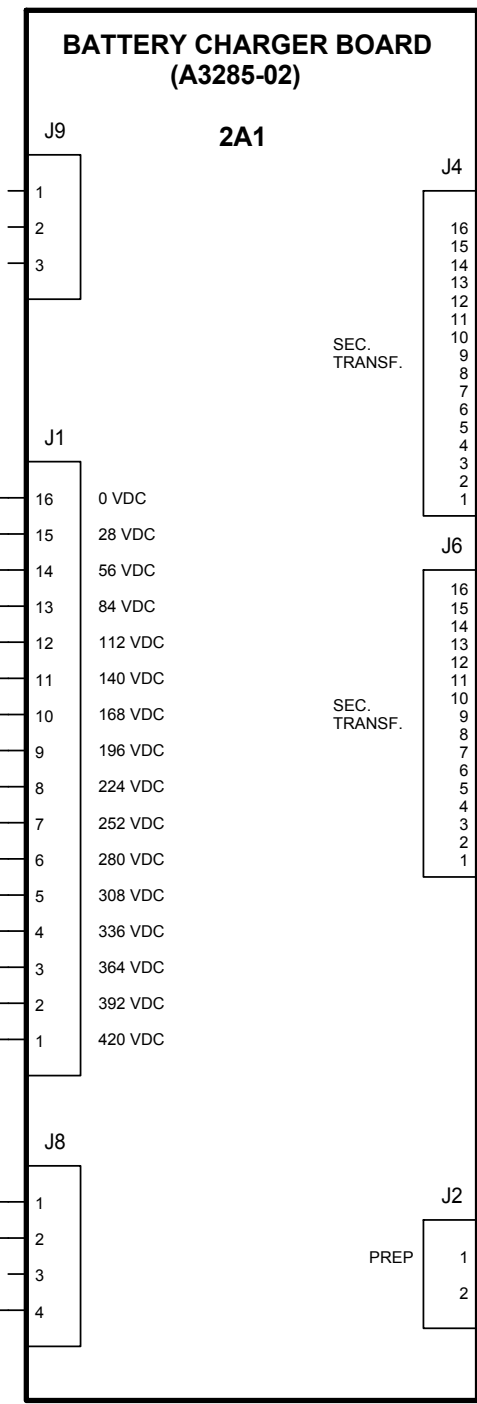 BATTERY CHARGER BOARD
(A3285-02)
2A1
J9
1
2
3
J4
16
15
14
13
12
11
10
9
8
7
6
5
4
3
2
1
SEC.
TRANSF.
J1
16 0 VDC
15 28 VDC
14 56 VDC
13 84 VDC
12 112 VDC
11 140 VDC
10 168 VDC
9 196 VDC
8 224 VDC
7 252 VDC
6 280 VDC
5 308 VDC
4 336 VDC
3 364 VDC
2 392 VDC
1 420 VDC
J6
16
15
14
13
12
11
10
9
8
7
6
5
4
3
2
1
SEC.
TRANSF.
J8
1
2
3
4
J2
PREP 1
2